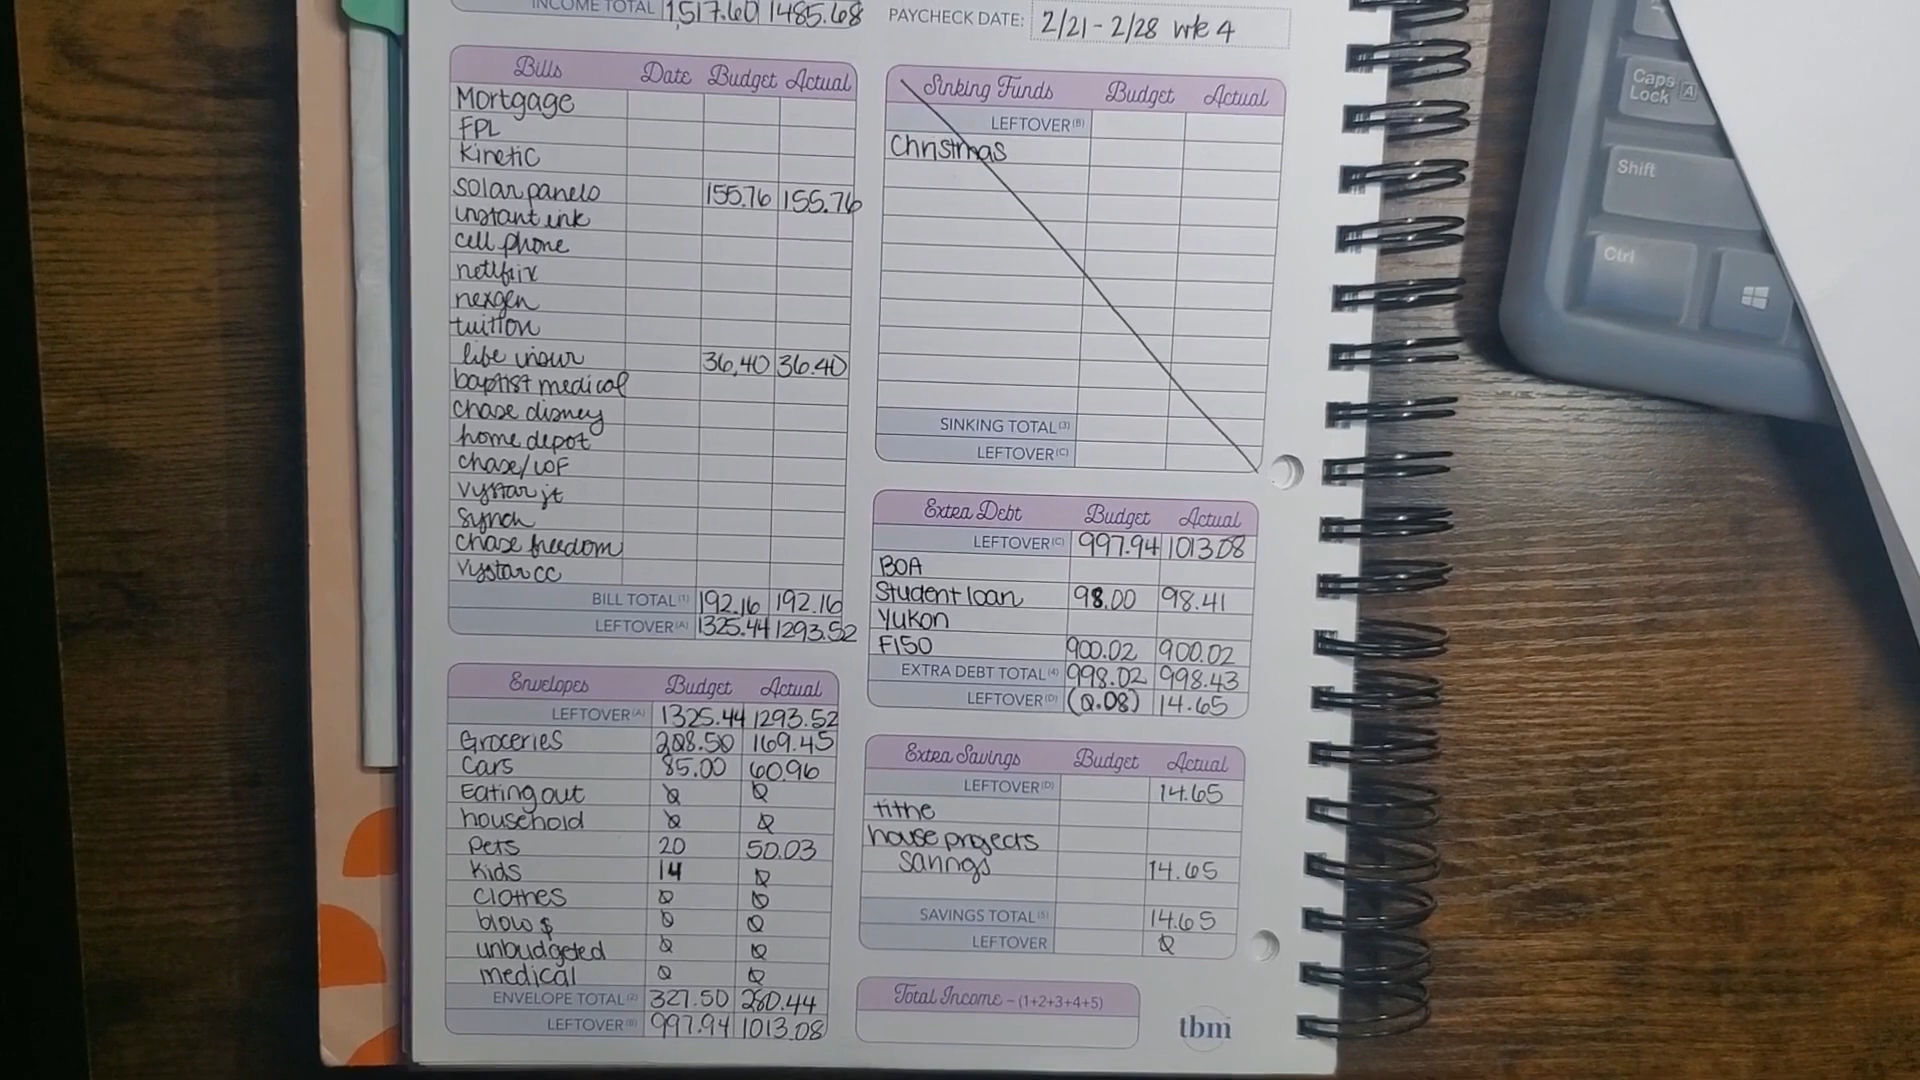 INCOME TOTAL 1,517.60 1485.68
PAYCHECK DATE: 2/21 - 2/28 wk 4
Bills Date Budget Actual
Mortgage
FPL
Kinetic
solar panels 155.76 155.76
instant ink
cell phone
netlfix
nexgen
tuition
life insur 36.40 36.40
baptist medical
chase disney
home depot
chase/WF
vystar jt
synch
chase freedom
vystar cc
BILL TOTAL (1) 192.16 192.16
LEFTOVER (A) 1325.44 1293.52
Envelopes Budget Actual
LEFTOVER (A) 1325.44 1293.52
Groceries 208.50 169.45
Cars 85.00 60.96
Eating out 0 0
household 0 0
Pets 20 50.03
Kids 14 0
Clothes 0 0
blow $ 0 0
unbudgeted 0 0
medical 0 0
ENVELOPE TOTAL (2) 327.50 280.44
LEFTOVER (B) 997.94 1013.08
Sinking Funds Budget Actual
LEFTOVER (B)
Christmas
SINKING TOTAL (3)
LEFTOVER (C)
Extra Debt Budget Actual
LEFTOVER (C) 997.94 1013.08
BOA
Student loan 98.00 98.41
Yukon
F150 900.02 900.02
EXTRA DEBT TOTAL (4) 998.02 998.43
LEFTOVER (D) (0.08) 14.65
Extra Savings Budget Actual
LEFTOVER (D) 14.65
tithe
house projects
savings 14.65
SAVINGS TOTAL (5) 14.65
LEFTOVER 0
Total Income - (1+2+3+4+5)
tbm
Caps Lock A
Shift
Ctrl